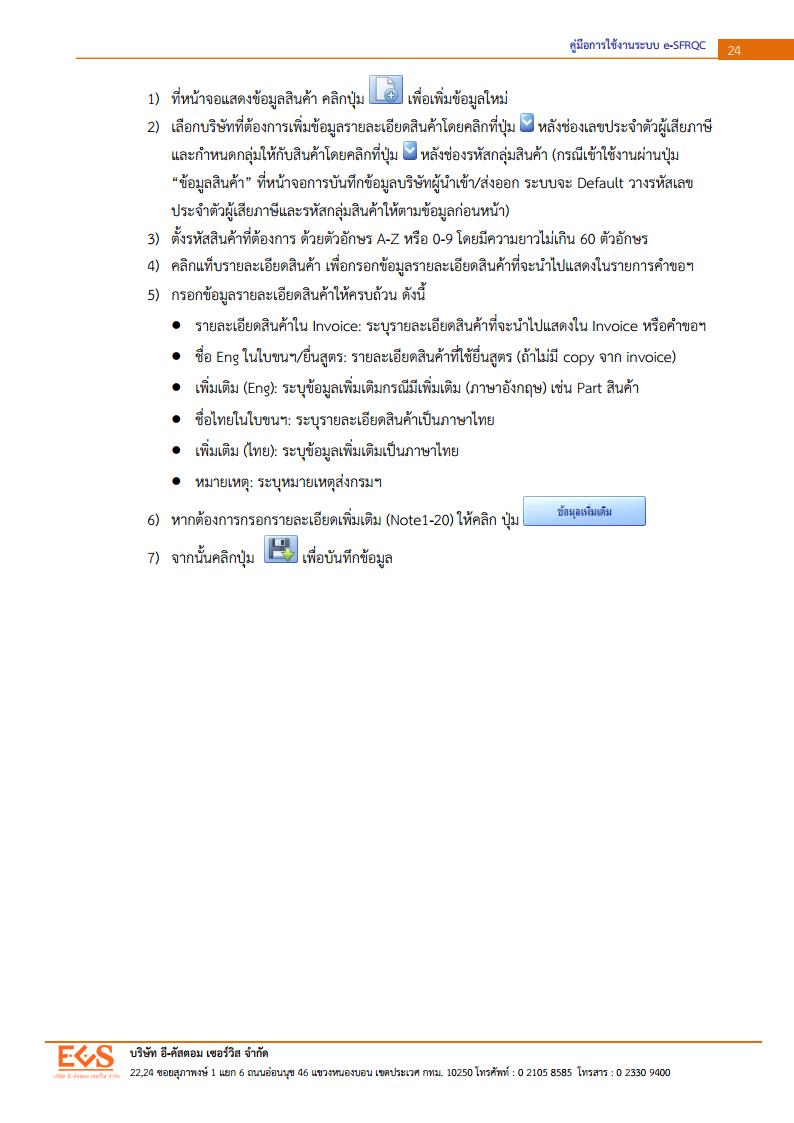 คู่มือการใช้งานระบบ e-SFRQC 24
1) ที่หน้าจอแสดงข้อมูลสินค้า คลิกปุ่ม เพื่อเพิ่มข้อมูลใหม่
2) เลือกบริษัทที่ต้องการเพิ่มข้อมูลรายละเอียดสินค้าโดยคลิกที่ปุ่ม หลังช่องเลขประจำตัวผู้เสียภาษี
และกำหนดกลุ่มให้กับสินค้าโดยคลิกที่ปุ่ม หลังช่องรหัสกลุ่มสินค้า (กรณีเข้าใช้งานผ่านปุ่ม
“ข้อมูลสินค้า” ที่หน้าจอการบันทึกข้อมูลบริษัทผู้นำเข้า/ส่งออก ระบบจะ Default วางรหัสเลข
ประจำตัวผู้เสียภาษีและรหัสกลุ่มสินค้าให้ตามข้อมูลก่อนหน้า)
3) ตั้งรหัสสินค้าที่ต้องการ ด้วยตัวอักษร A-Z หรือ 0-9 โดยมีความยาวไม่เกิน 60 ตัวอักษร
4) คลิกแท็บรายละเอียดสินค้า เพื่อกรอกข้อมูลรายละเอียดสินค้าที่จะนำไปแสดงในรายการคำขอฯ
5) กรอกข้อมูลรายละเอียดสินค้าให้ครบถ้วน ดังนี้
● รายละเอียดสินค้าใน Invoice: ระบุรายละเอียดสินค้าที่จะนำไปแสดงใน Invoice หรือคำขอฯ
● ชื่อ Eng ในใบขนฯ/ยื่นสูตร: รายละเอียดสินค้าที่ใช้ยื่นสูตร (ถ้าไม่มี copy จาก invoice)
● เพิ่มเติม (Eng): ระบุข้อมูลเพิ่มเติมกรณีมีเพิ่มเติม (ภาษาอังกฤษ) เช่น Part สินค้า
● ชื่อไทยในใบขนฯ: ระบุรายละเอียดสินค้าเป็นภาษาไทย
● เพิ่มเติม (ไทย): ระบุข้อมูลเพิ่มเติมเป็นภาษาไทย
● หมายเหตุ: ระบุหมายเหตุส่งกรมฯ
6) หากต้องการกรอกรายละเอียดเพิ่มเติม (Note1-20) ให้คลิก ปุ่ม ข้อมูลเพิ่มเติม
7) จากนั้นคลิกปุ่ม เพื่อบันทึกข้อมูล
ECS
บริษัท อี-คัสตอม เซอร์วิส จำกัด
บริษัท อี-คัสตอม เซอร์วิส จำกัด
22,24 ซอยสุภาพงษ์ 1 แยก 6 ถนนอ่อนนุช 46 แขวงหนองบอน เขตประเวศ กทม. 10250 โทรศัพท์ : 0 2105 8585 โทรสาร : 0 2330 9400